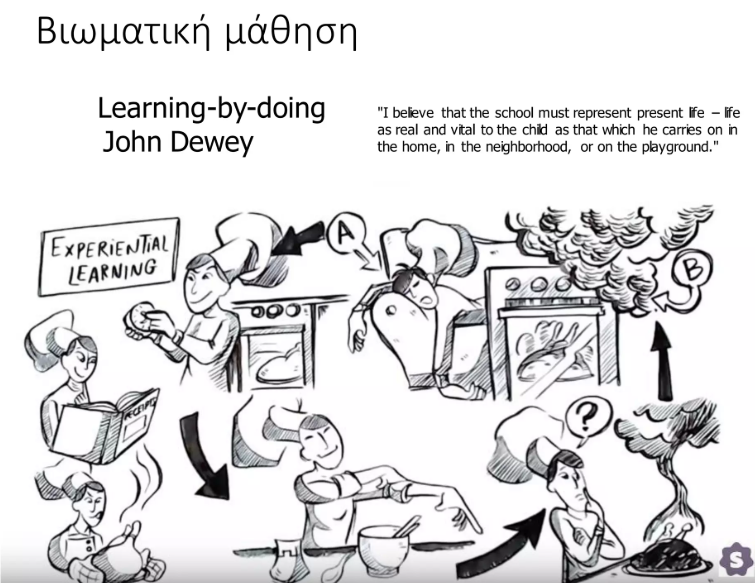 Βιωματική μάθηση
Learning-by-doing
John Dewey
"I believe that the school must represent present life – life
as real and vital to the child as that which he carries on in
the home, in the neighborhood, or on the playground."
EXPERiENTiAL
LEARNING
A
B
?
S